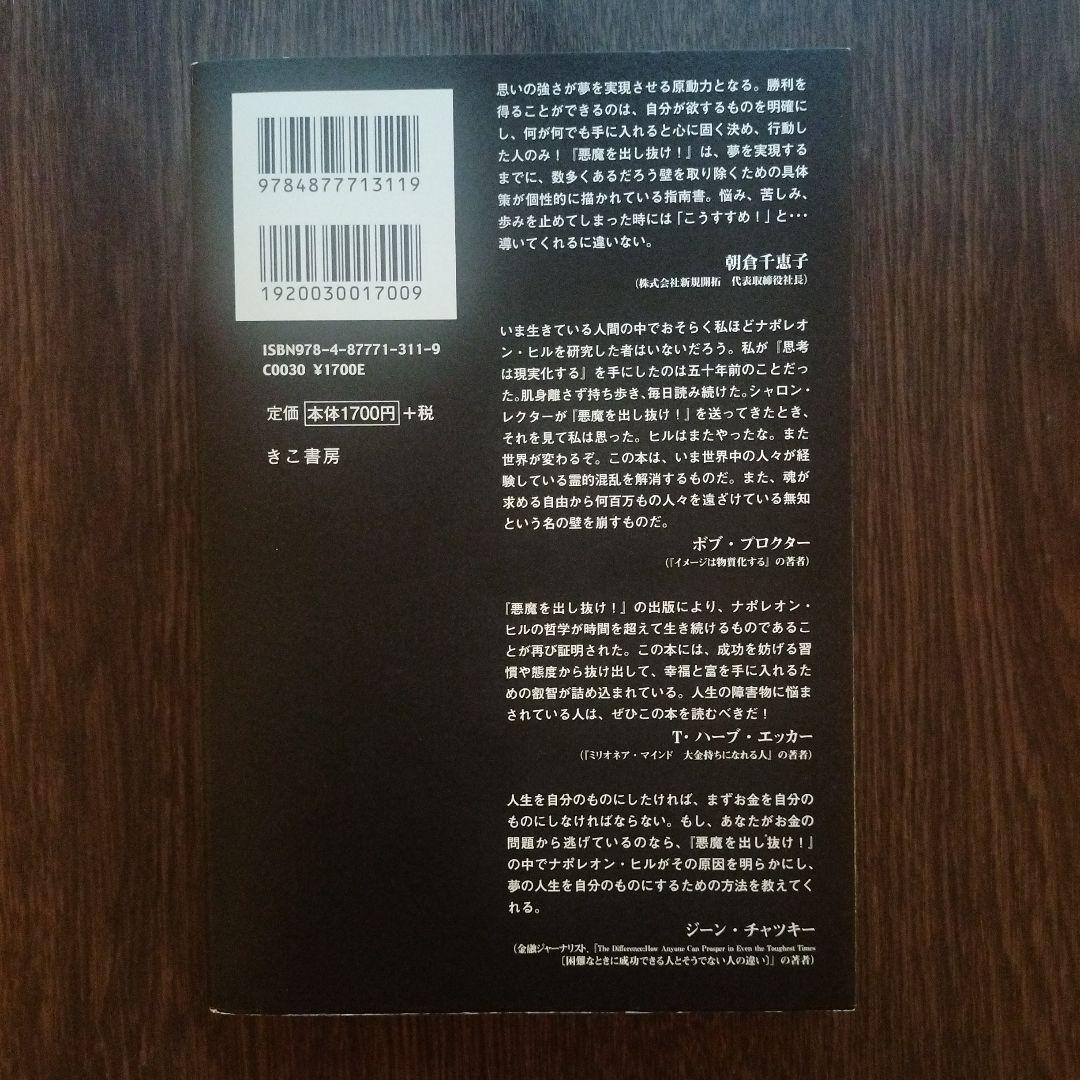 9784877713119
1920030017009
ISBN978-4-87771-311-9
C0030 ¥1700E
定価 本体1700円 +税
きこ書房
思いの強さが夢を実現させる原動力となる。勝利を
得ることができるのは、自分が欲するものを明確に
し、何が何でも手に入れると心に固く決め、行動し
た人のみ！『悪魔を出し抜け！』は、夢を実現する
までに、数多くあるだろう壁を取り除くための具体
策が個性的に描かれている指南書。悩み、苦しみ、
歩みを止めてしまった時には「こうすすめ！」と・・・
導いてくれるに違いない。
朝倉千恵子
（株式会社新規開拓　代表取締役社長）
いま生きている人間の中でおそらく私ほどナポレオ
ン・ヒルを研究した者はいないだろう。私が『思考
は現実化する』を手にしたのは五十年前のことだっ
た。肌身離さず持ち歩き、毎日読み続けた。シャロン・
レクターが『悪魔を出し抜け！』を送ってきたとき、
それを見て私は思った。ヒルはまたやったな。また
世界が変わるぞ。この本は、いま世界中の人々が経
験している霊的混乱を解消するものだ。また、魂が
求める自由から何百万もの人々を遠ざけている無知
という名の壁を崩すものだ。
ボブ・プロクター
（『イメージは物質化する』の著者）
『悪魔を出し抜け！』の出版により、ナポレオン・
ヒルの哲学が時間を超えて生き続けるものであるこ
とが再び証明された。この本には、成功を妨げる習
慣や態度から抜け出して、幸福と富を手に入れるた
めの叡智が詰め込まれている。人生の障害物に悩ま
されている人は、ぜひこの本を読むべきだ！
T・ハーブ・エッカー
（『ミリオネア・マインド　大金持ちになれる人』の著者）
人生を自分のものにしたければ、まずお金を自分の
ものにしなければならない。もし、あなたがお金の
問題から逃げているのなら、『悪魔を出し抜け！』
の中でナポレオン・ヒルがその原因を明らかにし、
夢の人生を自分のものにするための方法を教えてく
れる。
ジーン・チャツキー
（金融ジャーナリスト、『The Difference:How Anyone Can Prosper in Even the Toughest Times
［困難なときに成功できる人とそうでない人の違い］』の著者）